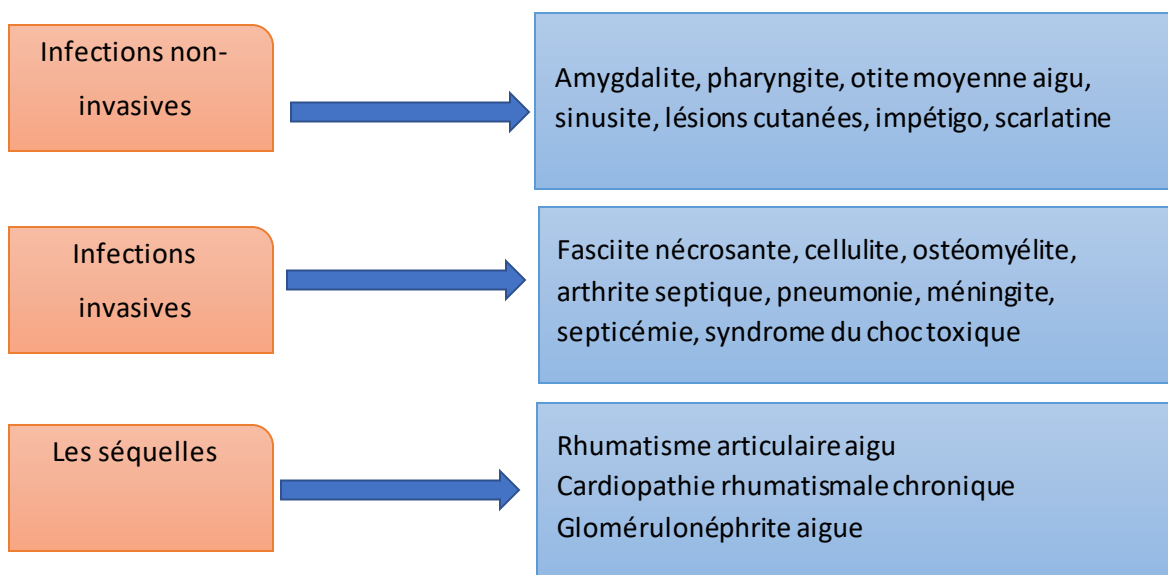 Infections non-
invasives
Amygdalite, pharyngite, otite moyenne aigu,
sinusite, lésions cutanées, impétigo, scarlatine
Infections
invasives
Fasciite nécrosante, cellulite, ostéomyélite,
arthrite septique, pneumonie, méningite,
septicémie, syndrome du choc toxique
Les séquelles
Rhumatisme articulaire aigu
Cardiopathie rhumatismale chronique
Glomérulonéphrite aigue